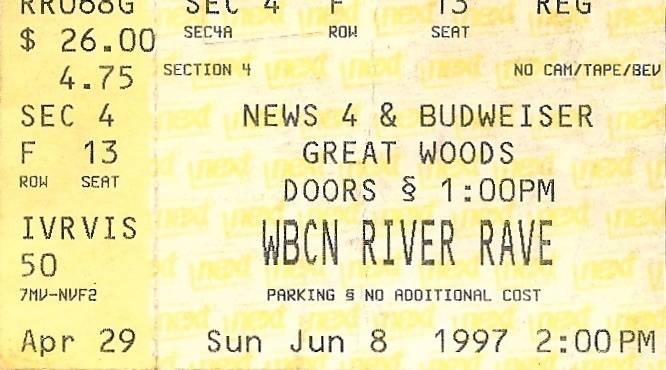 RRO68G SEC 4 F 13 REG
$ 26.00 SEC4A ROW SEAT
4.75 SECTION 4 NO CAM/TAPE/BEV
SEC 4 NEWS 4 & BUDWEISER
F 13 GREAT WOODS
ROW SEAT DOORS § 1:00PM
IVRVIS WBCN RIVER RAVE
50
7MV-NVF2 PARKING § NO ADDITIONAL COST
Apr 29 Sun Jun 8 1997 2:00PM